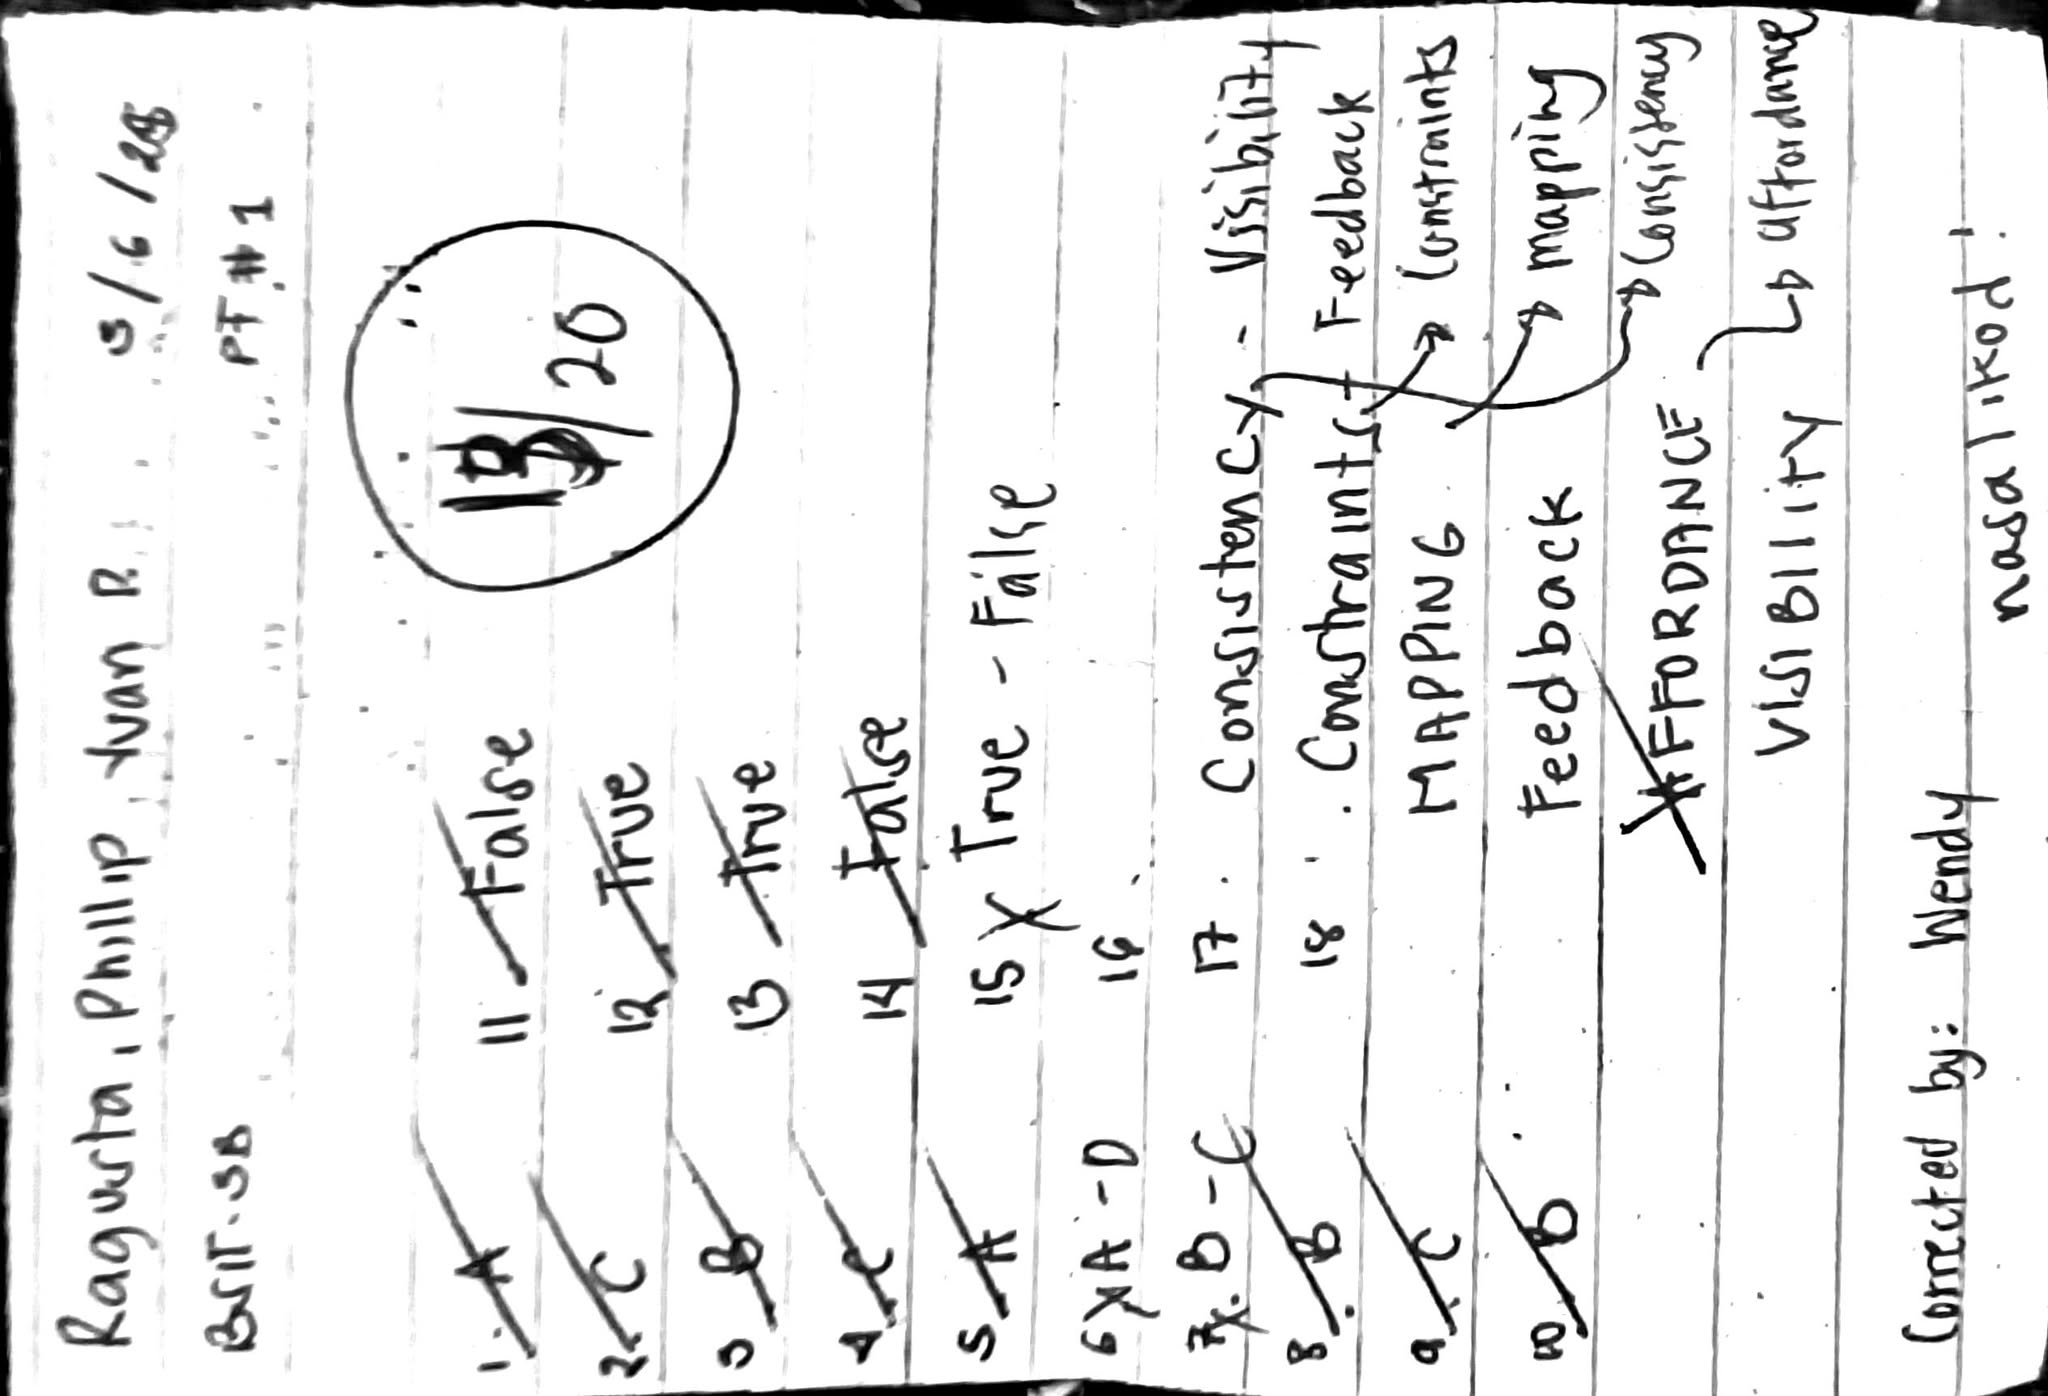 Ragusta, Phillip, Yvan R. 3/6/25
BSIT-3B PT #1
13/20
1. A 11 False
2. C 12 True
3 B 13 True
4. C 14 False
5 A 15 x True - False
6 x A - D 16.
7 x. B - C 17. Consistency - Visibility
8. B 18. Constraints - Feedback
9. C MAPPING Constraints
10. B Feedback mapping
AFFORDANCE Consistency
VISIBILITY affordance
Corrected by: Wendy
nasa likod!